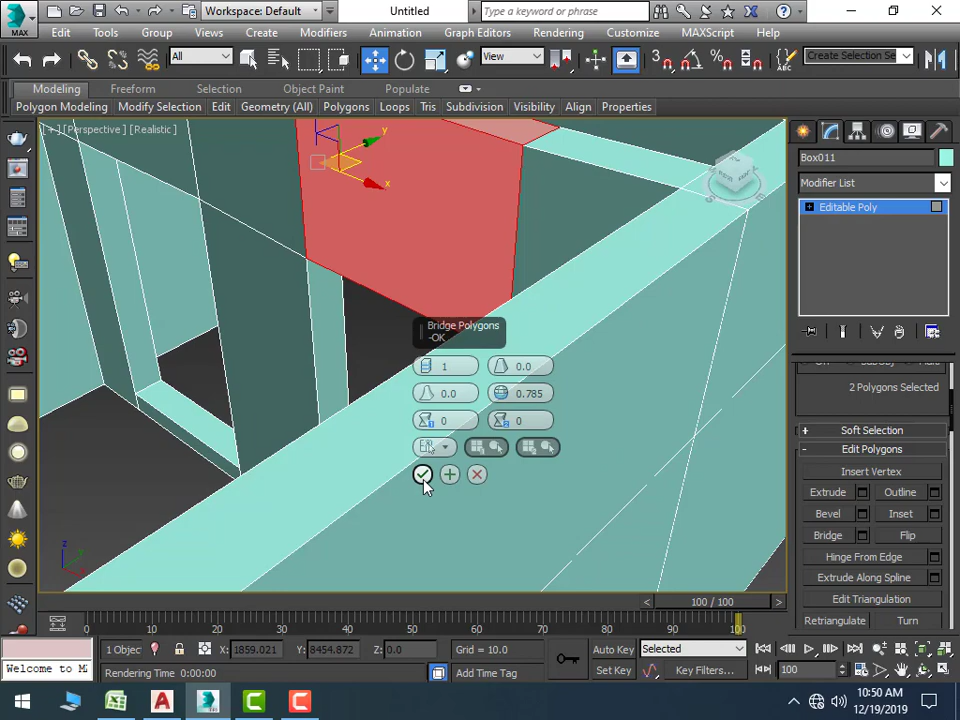 MAX
Workspace: Default
Untitled
Type a keyword or phrase
Edit Tools Group Views Create Modifiers Animation Graph Editors Rendering Customize MAXScript Help
All
View
3
%
Create Selection Se
Modeling Freeform Selection Object Paint Populate
Polygon Modeling Modify Selection Edit Geometry (All) Polygons Loops Tris Subdivision Visibility Align Properties
[+] [Perspective] [Realistic]
y
x
Box011
Modifier List
Editable Poly
Bridge Polygons
-OK
1 0.0
0.0 0.785
0 0
2 Polygons Selected
+ Soft Selection
- Edit Polygons
Insert Vertex
Extrude Outline
Bevel Inset
Bridge Flip
Hinge From Edge
Extrude Along Spline
Edit Triangulation
Retriangulate Turn
z
y
< 100 / 100 >
0 10 20 30 40 50 60 70 80 90 100
1 Objec X: 1859.021 Y: 8454.872 Z: 0.0 Grid = 10.0 Auto Key Selected
Welcome to M Rendering Time 0:00:00 Add Time Tag Set Key Key Filters... 100
10:50 AM
12/19/2019